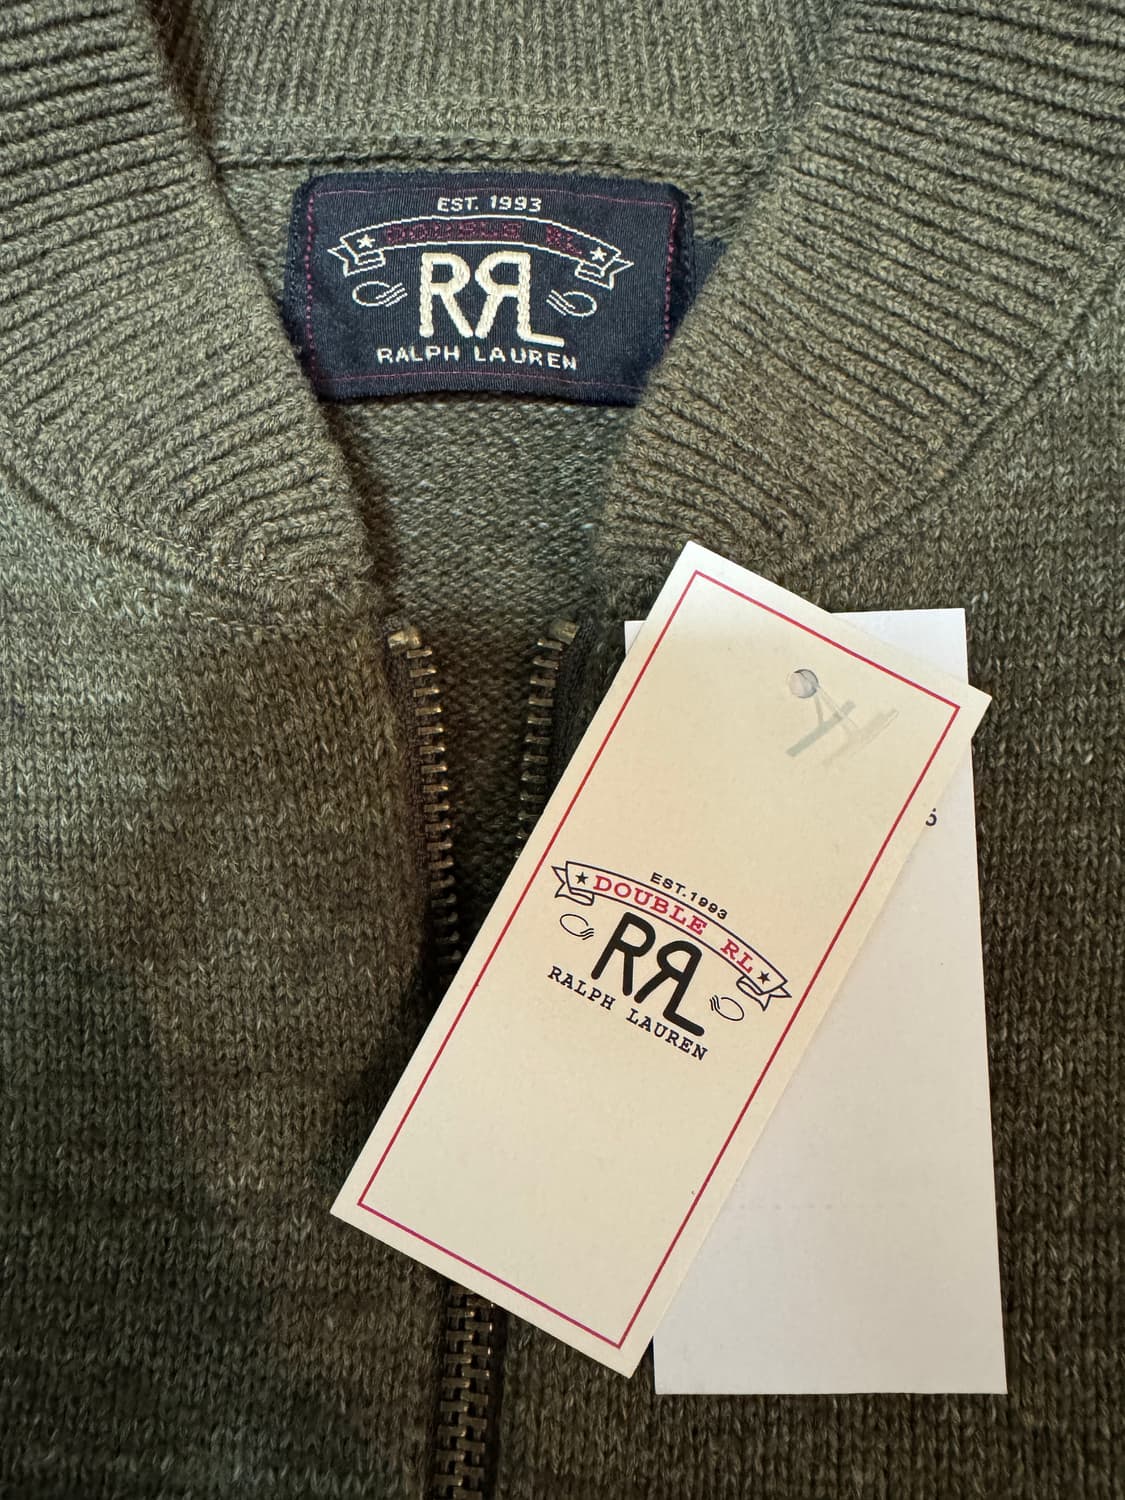 EST. 1993
DOUBLE RL
RRL
RALPH LAUREN
EST.1993
DOUBLE RL
RRL
RALPH LAUREN